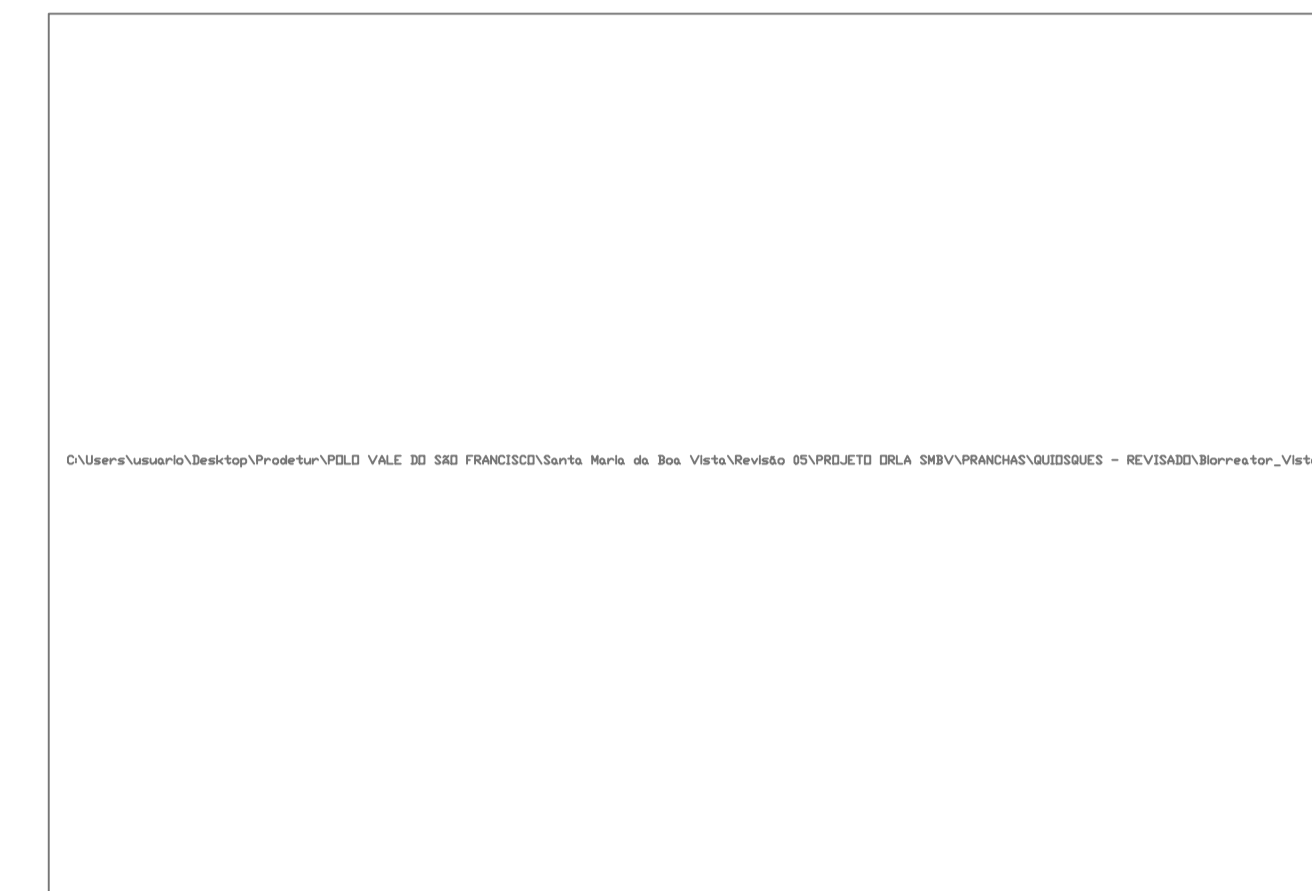 C:\Users\usuario\Desktop\Prodetur\POLO VALE DO SÃO FRANCISCO\Santa Maria da Boa Vista\Revisão 05\PROJETO ORLA SMBV\PRANCHAS\QUIOSQUES - REVISADO\Biorreator_Vist